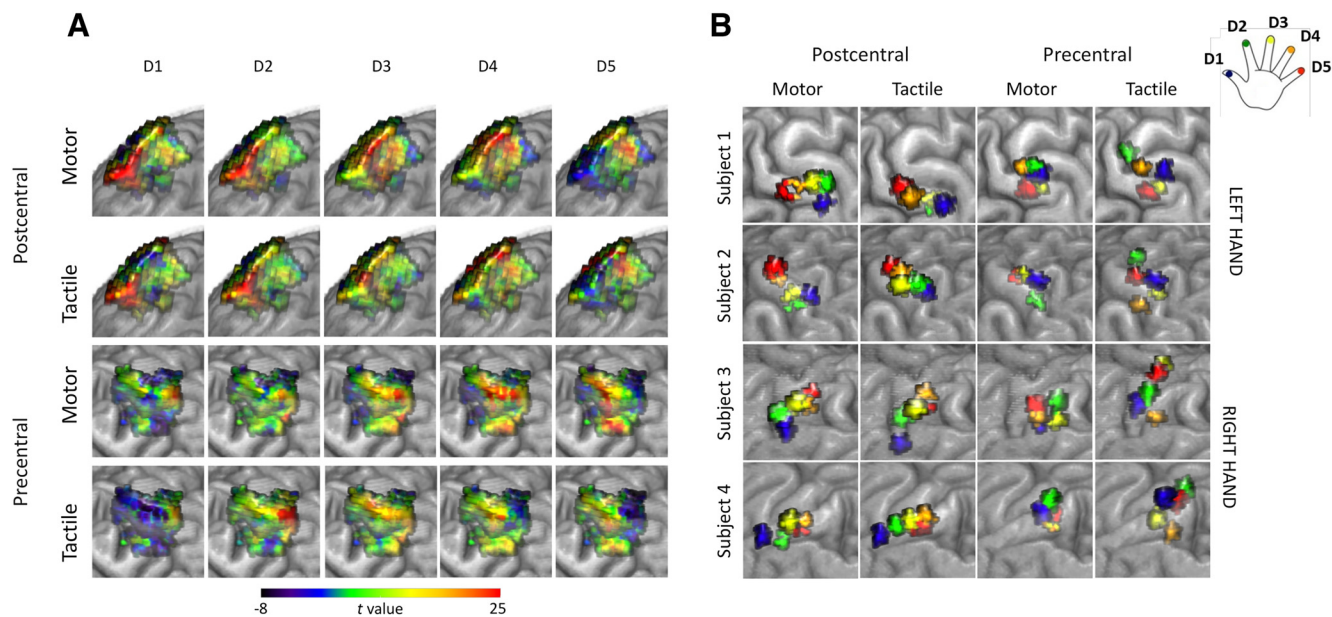 A
D1 D2 D3 D4 D5
Postcentral
Motor
Tactile
Precentral
Motor
Tactile
-8 t value 25
B
D1 D2 D3 D4 D5
Postcentral Precentral
Motor Tactile Motor Tactile
Subject 1
Subject 2
Subject 3
Subject 4
LEFT HAND
RIGHT HAND